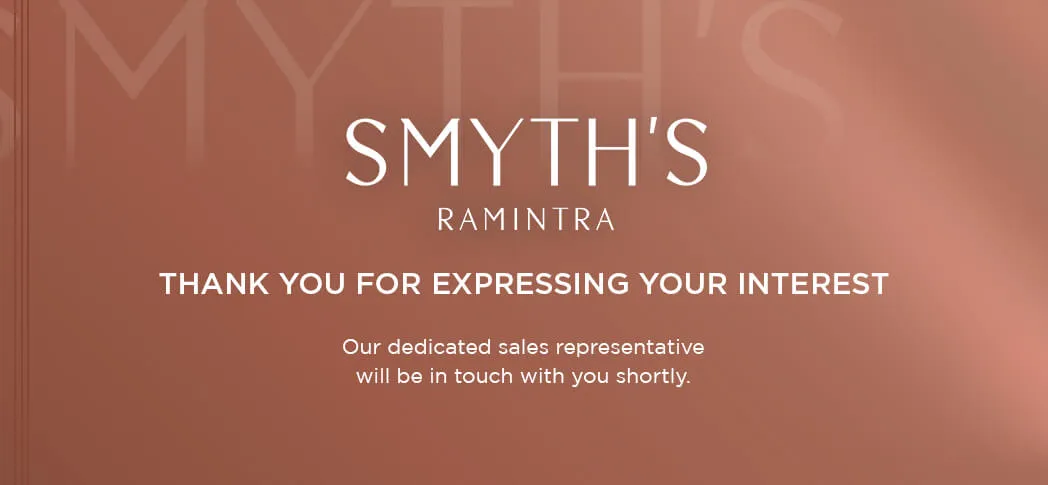 SMYTH'S
SMYTH'S
RAMINTRA
THANK YOU FOR EXPRESSING YOUR INTEREST
Our dedicated sales representative
will be in touch with you shortly.